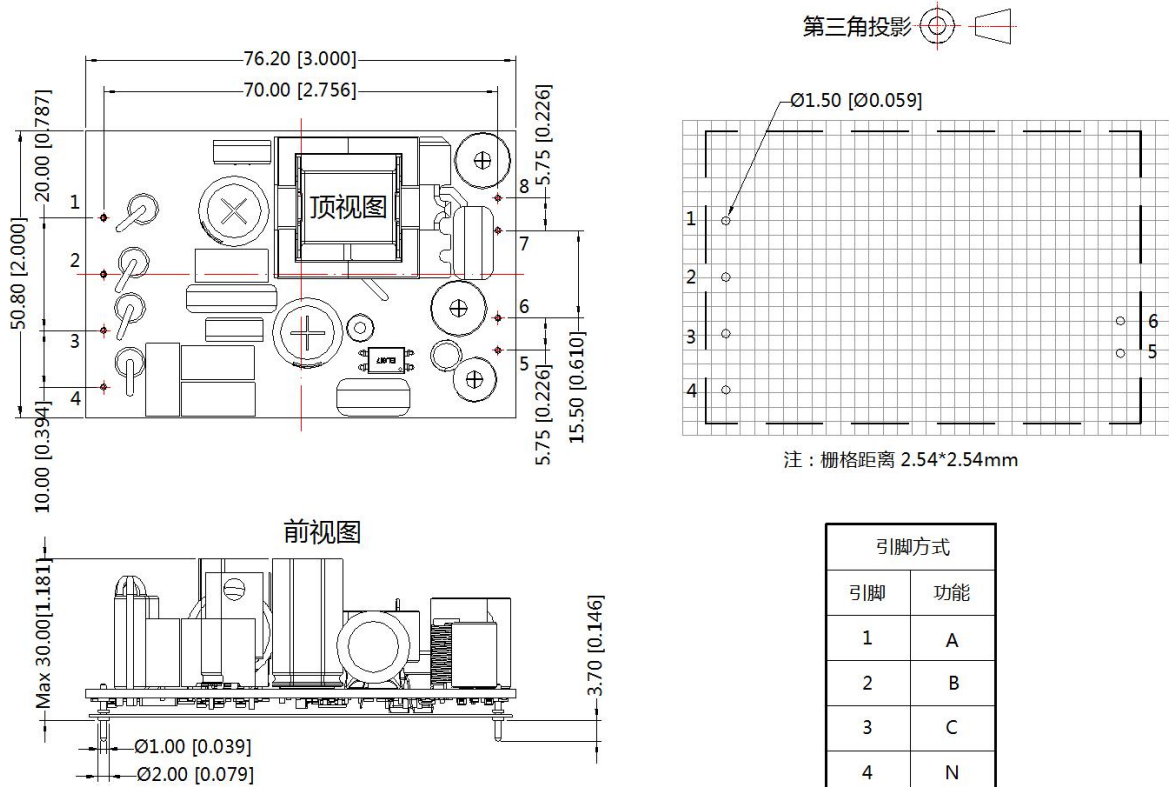 第三角投影
76.20 [3.000]
70.00 [2.756]
20.00 [0.787]
5.75 [0.226]
Ø1.50 [Ø0.059]
1
8
顶视图
7
2
50.80 [2.000]
6
3
5
4
EL817
10.00 [0.394]
5.75 [0.226]
15.50 [0.610]
1
2
3
4
6
5
注：栅格距离 2.54*2.54mm
前视图
Max 30.00[1.181]
3.70 [0.146]
Ø1.00 [0.039]
Ø2.00 [0.079]
引脚方式
引脚 功能
1 A
2 B
3 C
4 N